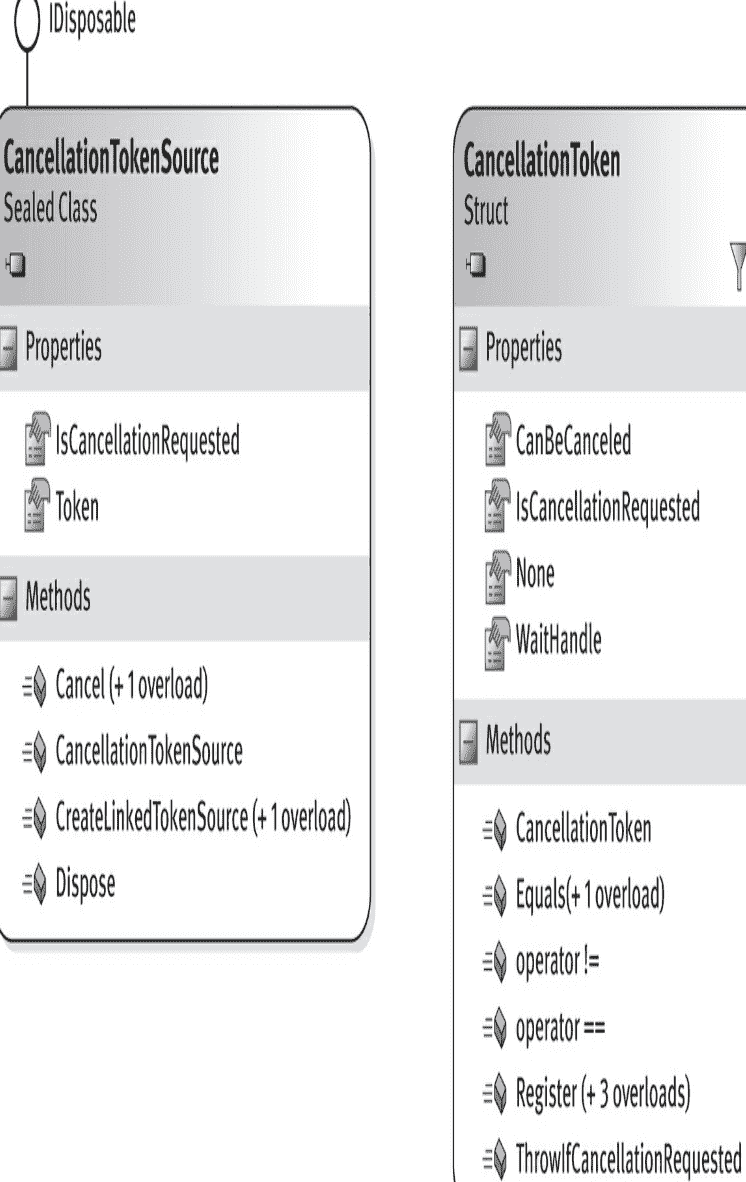 IDisposable
CancellationTokenSource
Sealed Class
Properties
IsCancellationRequested
Token
Methods
Cancel (+ 1 overload)
CancellationTokenSource
CreateLinkedTokenSource (+ 1 overload)
Dispose
CancellationToken
Struct
Properties
CanBeCanceled
IsCancellationRequested
None
WaitHandle
Methods
CancellationToken
Equals(+ 1 overload)
operator !=
operator ==
Register (+ 3 overloads)
ThrowIfCancellationRequested